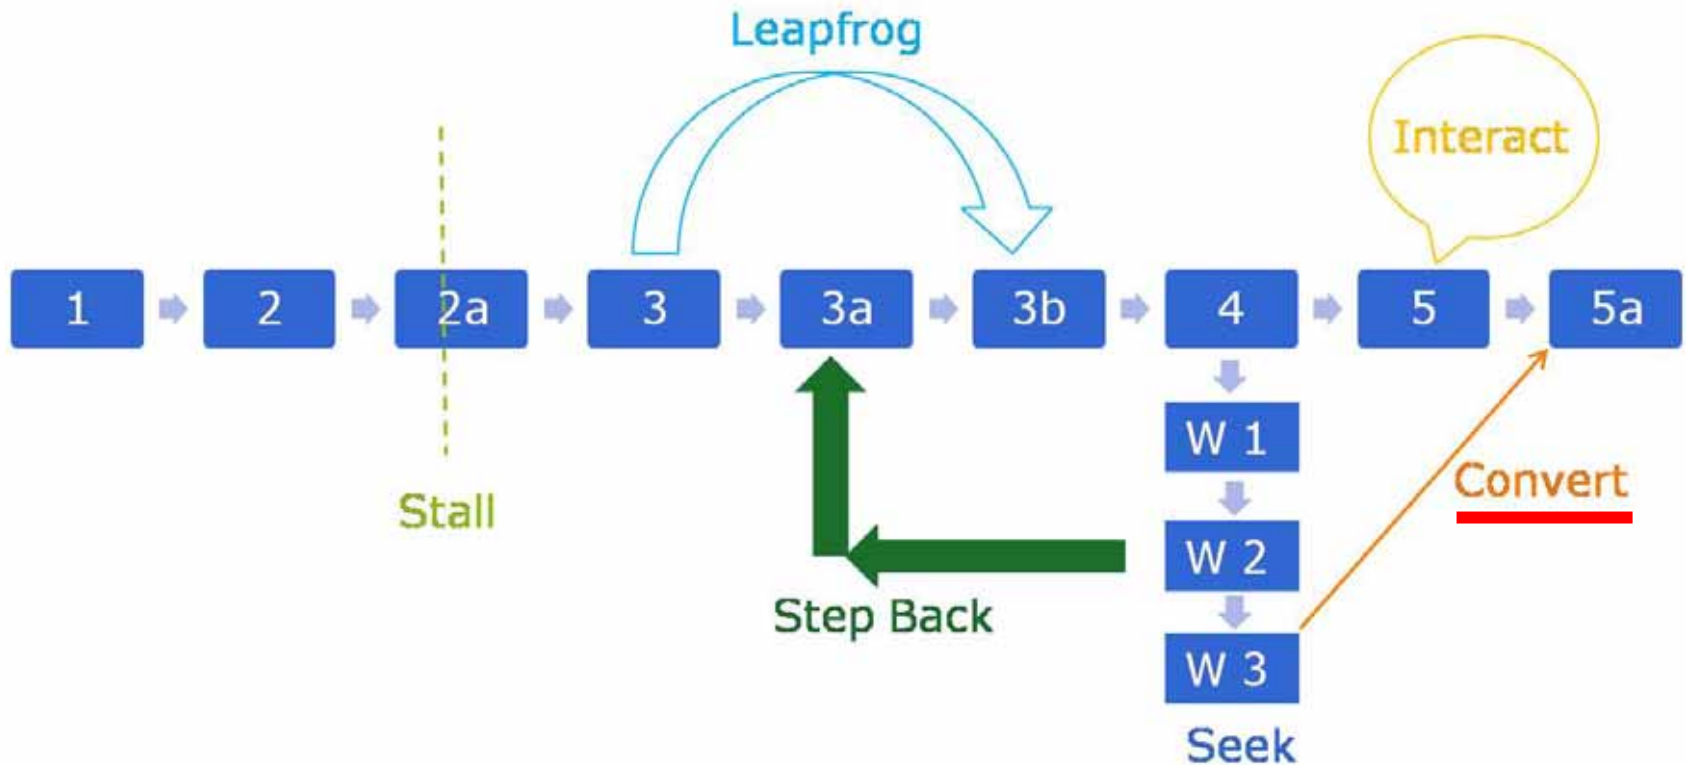 Leapfrog
Interact
1
2
2a
3
3a
3b
4
5
5a
W 1
Convert
Stall
W 2
Step Back
W 3
Seek